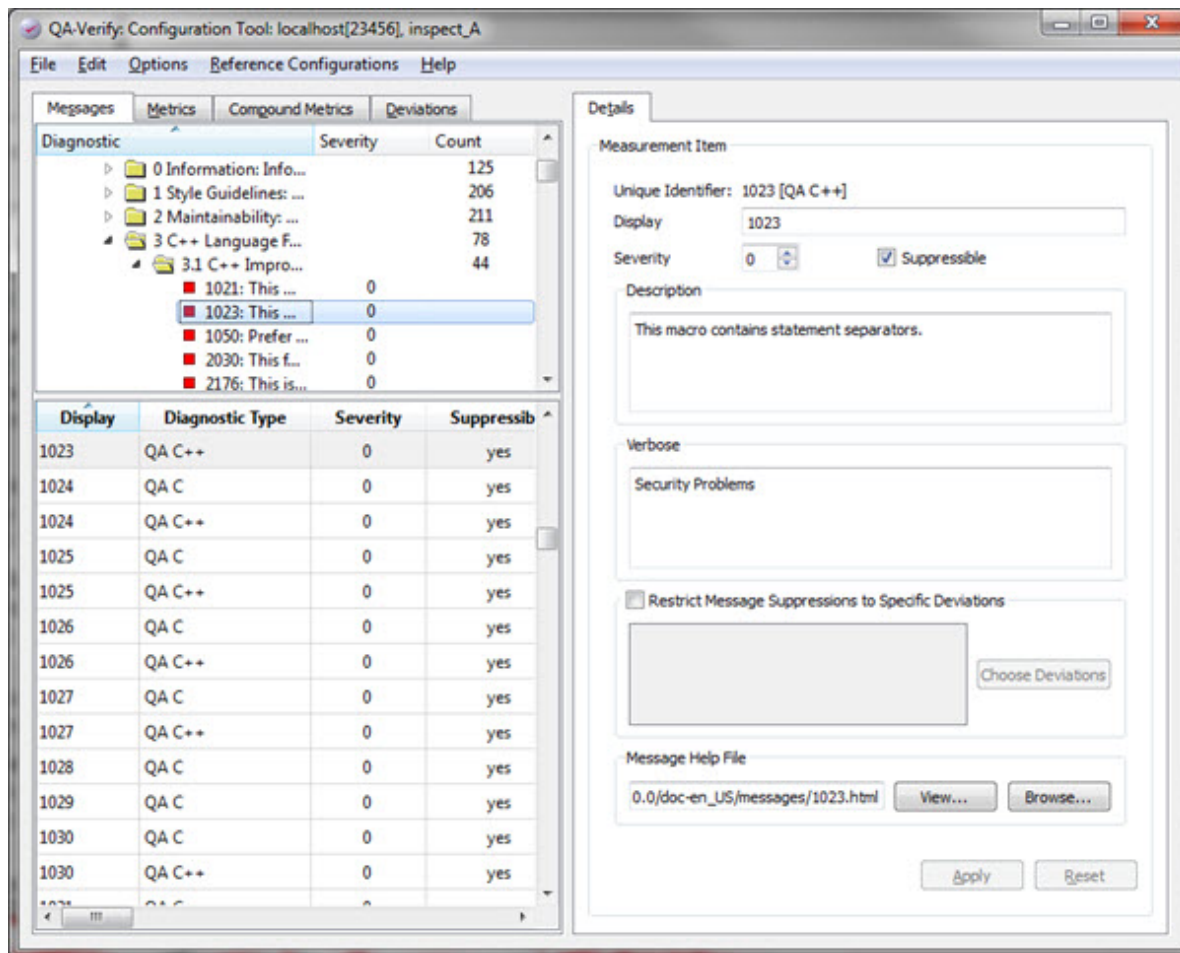 QA-Verify: Configuration Tool: localhost[23456], inspect_A
File Edit Options Reference Configurations Help
Messages Metrics Compound Metrics Deviations
Diagnostic Severity Count
0 Information: Info... 125
1 Style Guidelines: ... 206
2 Maintainability: ... 211
3 C++ Language F... 78
3.1 C++ Impro... 44
1021: This ... 0
1023: This ... 0
1050: Prefer ... 0
2030: This f... 0
2176: This is... 0
Display Diagnostic Type Severity Suppressib
1023 QA C++ 0 yes
1024 QA C 0 yes
1024 QA C++ 0 yes
1025 QA C 0 yes
1025 QA C++ 0 yes
1026 QA C 0 yes
1026 QA C++ 0 yes
1027 QA C 0 yes
1027 QA C++ 0 yes
1028 QA C 0 yes
1029 QA C 0 yes
1030 QA C 0 yes
1030 QA C++ 0 yes
Details
Measurement Item
Unique Identifier: 1023 [QA C++]
Display 1023
Severity 0 Suppressible
Description
This macro contains statement separators.
Verbose
Security Problems
Restrict Message Suppressions to Specific Deviations
Choose Deviations
Message Help File
0.0/doc-en_US/messages/1023.html View... Browse...
Apply Reset